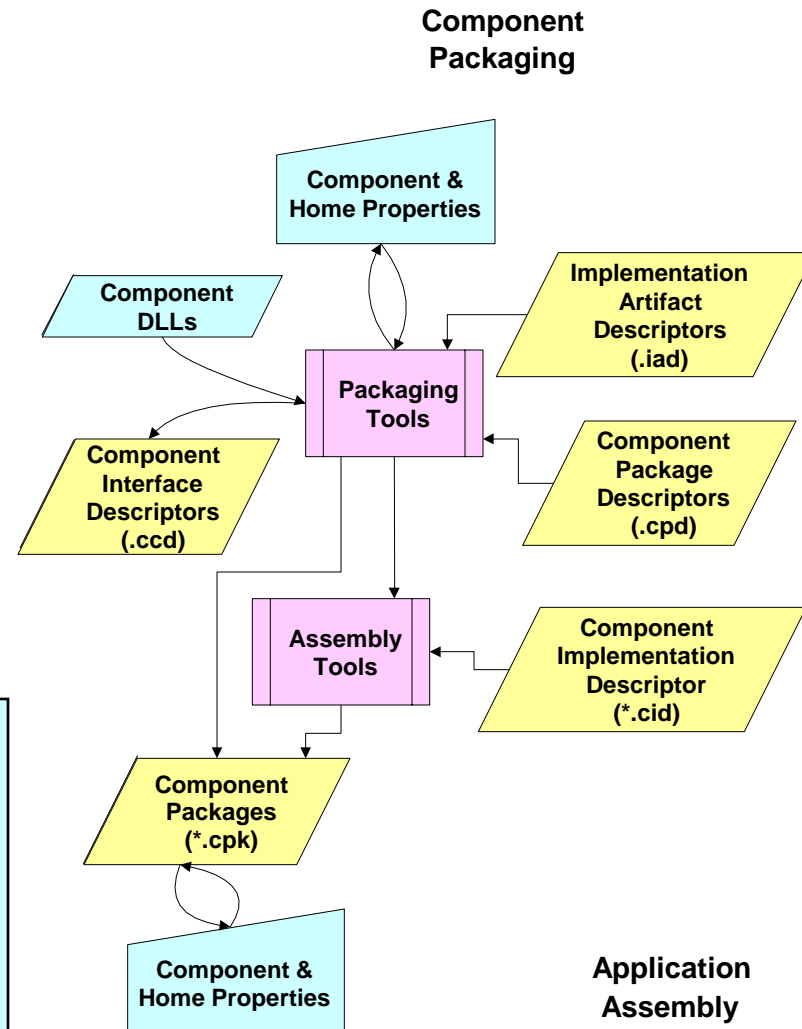 Component
Packaging
Component &
Home Properties
Component
DLLs
Implementation
Artifact
Descriptors
(.iad)
Packaging
Tools
Component
Interface
Descriptors
(.ccd)
Component
Package
Descriptors
(.cpd)
Assembly
Tools
Component
Implementation
Descriptor
(*.cid)
Component
Packages
(*.cpk)
Component &
Home Properties
Application
Assembly